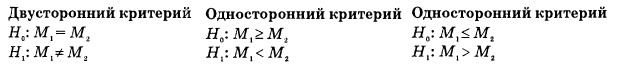 Двусторонний критерий Односторонний критерий Односторонний критерий
H₀: M₁ = M₂ H₀: M₁ ≥ M₂ H₀: M₁ ≤ M₂
H₁: M₁ ≠ M₂ H₁: M₁ < M₂ H₁: M₁ > M₂